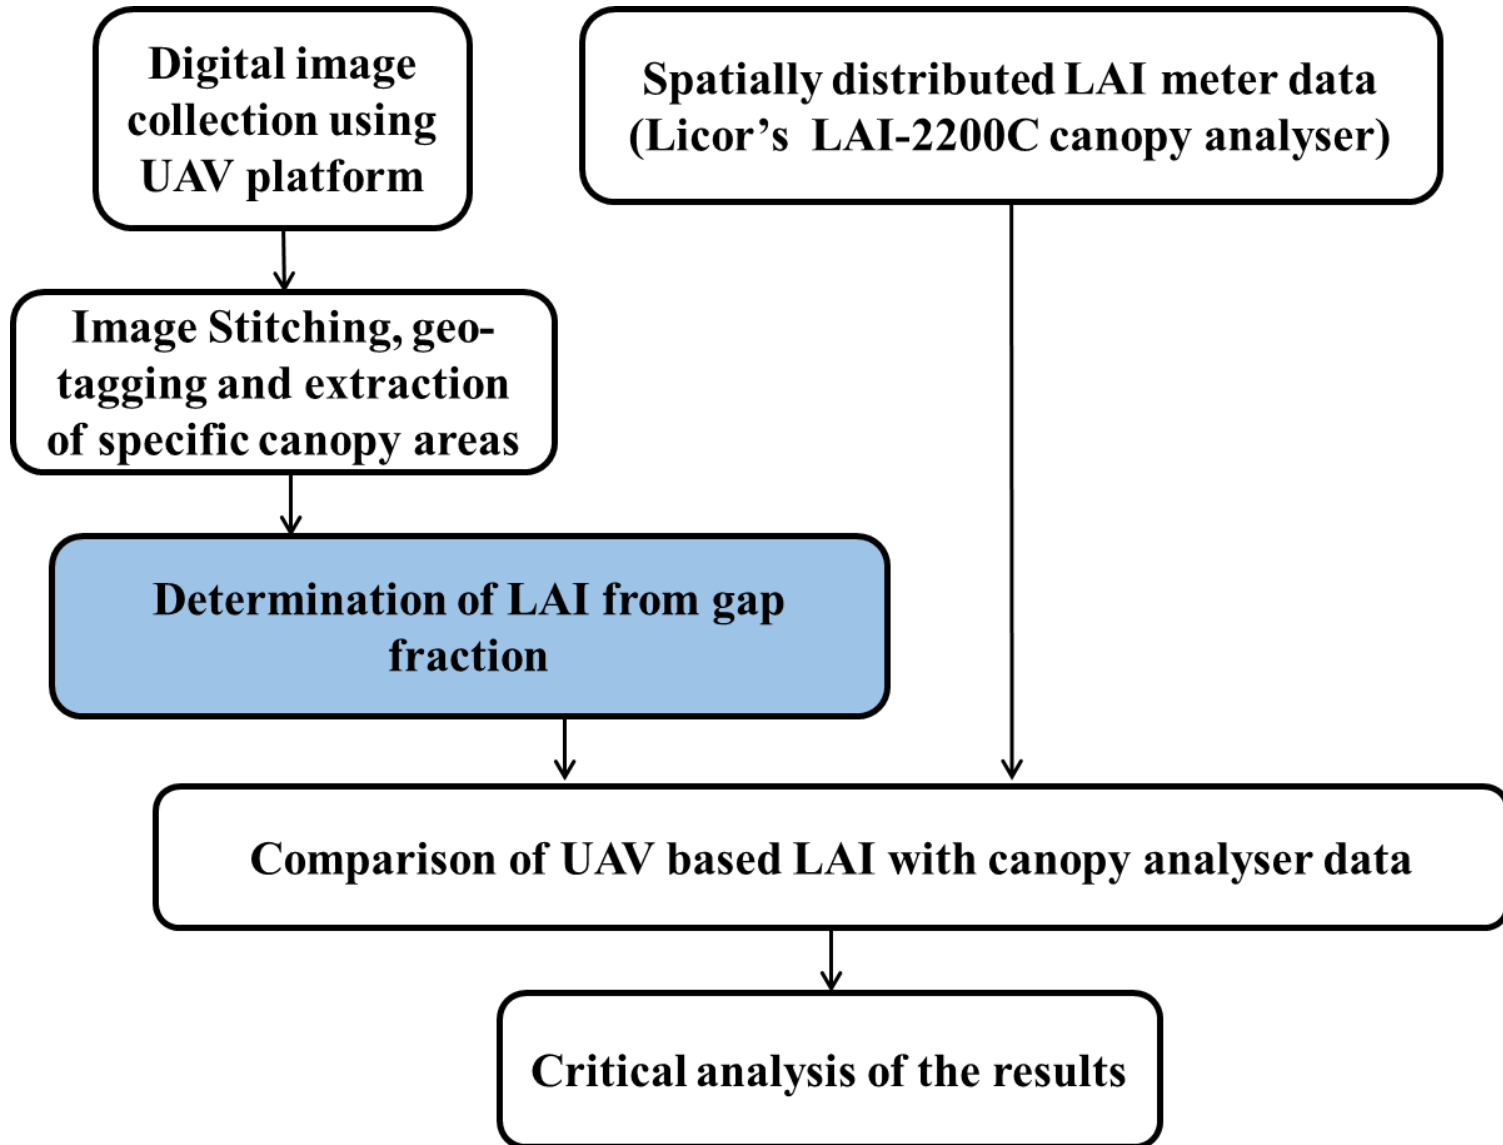 Digital image
collection using
UAV platform
Spatially distributed LAI meter data
(Licor’s LAI-2200C canopy analyser)
Image Stitching, geo-
tagging and extraction
of specific canopy areas
Determination of LAI from gap
fraction
Comparison of UAV based LAI with canopy analyser data
Critical analysis of the results